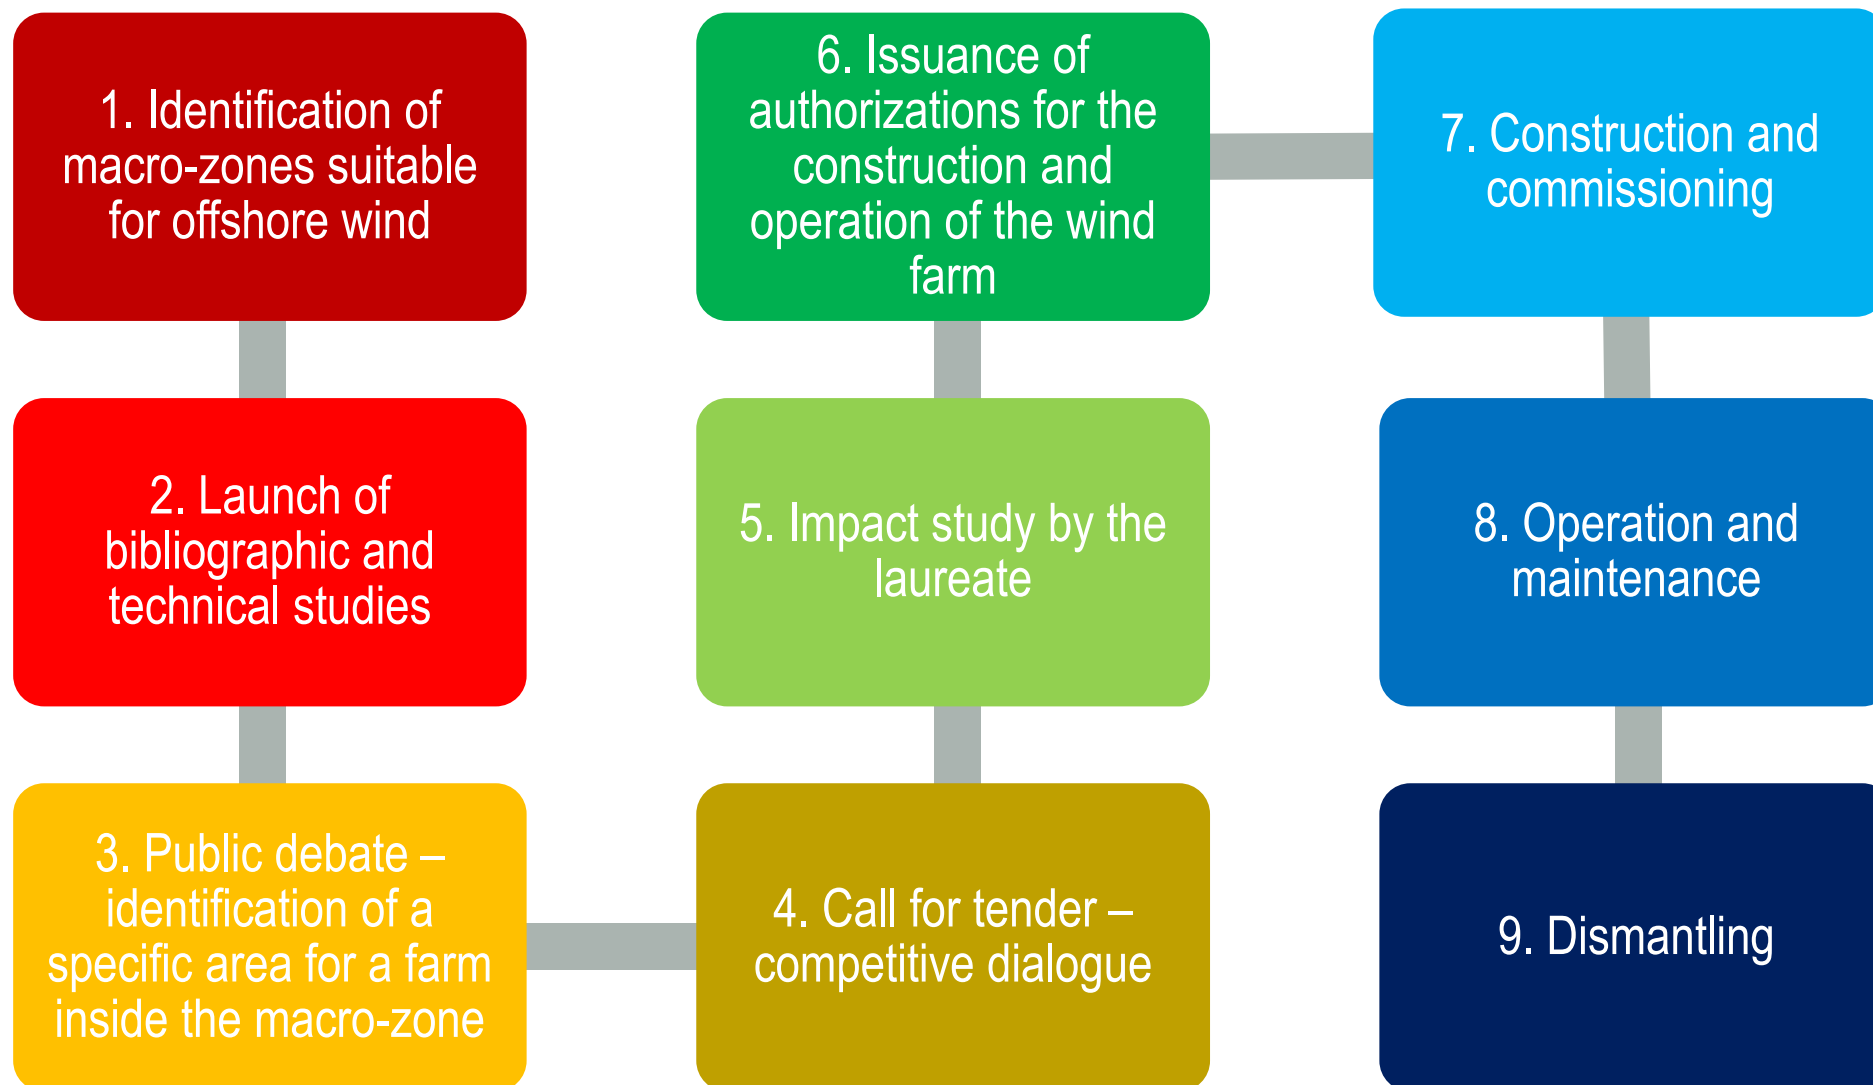 1. Identification of
macro-zones suitable
for offshore wind
2. Launch of
bibliographic and
technical studies
3. Public debate –
identification of a
specific area for a farm
inside the macro-zone
4. Call for tender –
competitive dialogue
5. Impact study by the
laureate
6. Issuance of
authorizations for the
construction and
operation of the wind
farm
7. Construction and
commissioning
8. Operation and
maintenance
9. Dismantling